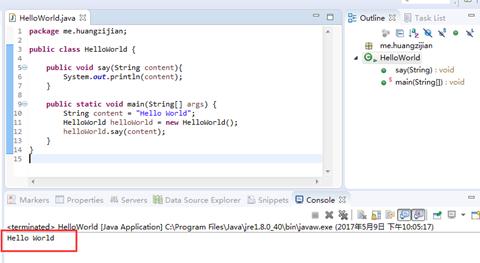 HelloWorld.java
1 package me.huangzijian;
2
3 public class HelloWorld {
4
5 public void say(String content){
6 System.out.println(content);
7 }
8
9 public static void main(String[] args) {
10 String content = "Hello World";
11 HelloWorld helloWorld = new HelloWorld();
12 helloWorld.say(content);
13 }
14 }
15
Outline Task List
me.huangzijian
HelloWorld
say(String) : void
main(String[]) : void
Markers Properties Servers Data Source Explorer Snippets Console
<terminated> HelloWorld [Java Application] C:\Program Files\Java\jre1.8.0_40\bin\javaw.exe (2017年5月9日 下午10:05:17)
Hello World